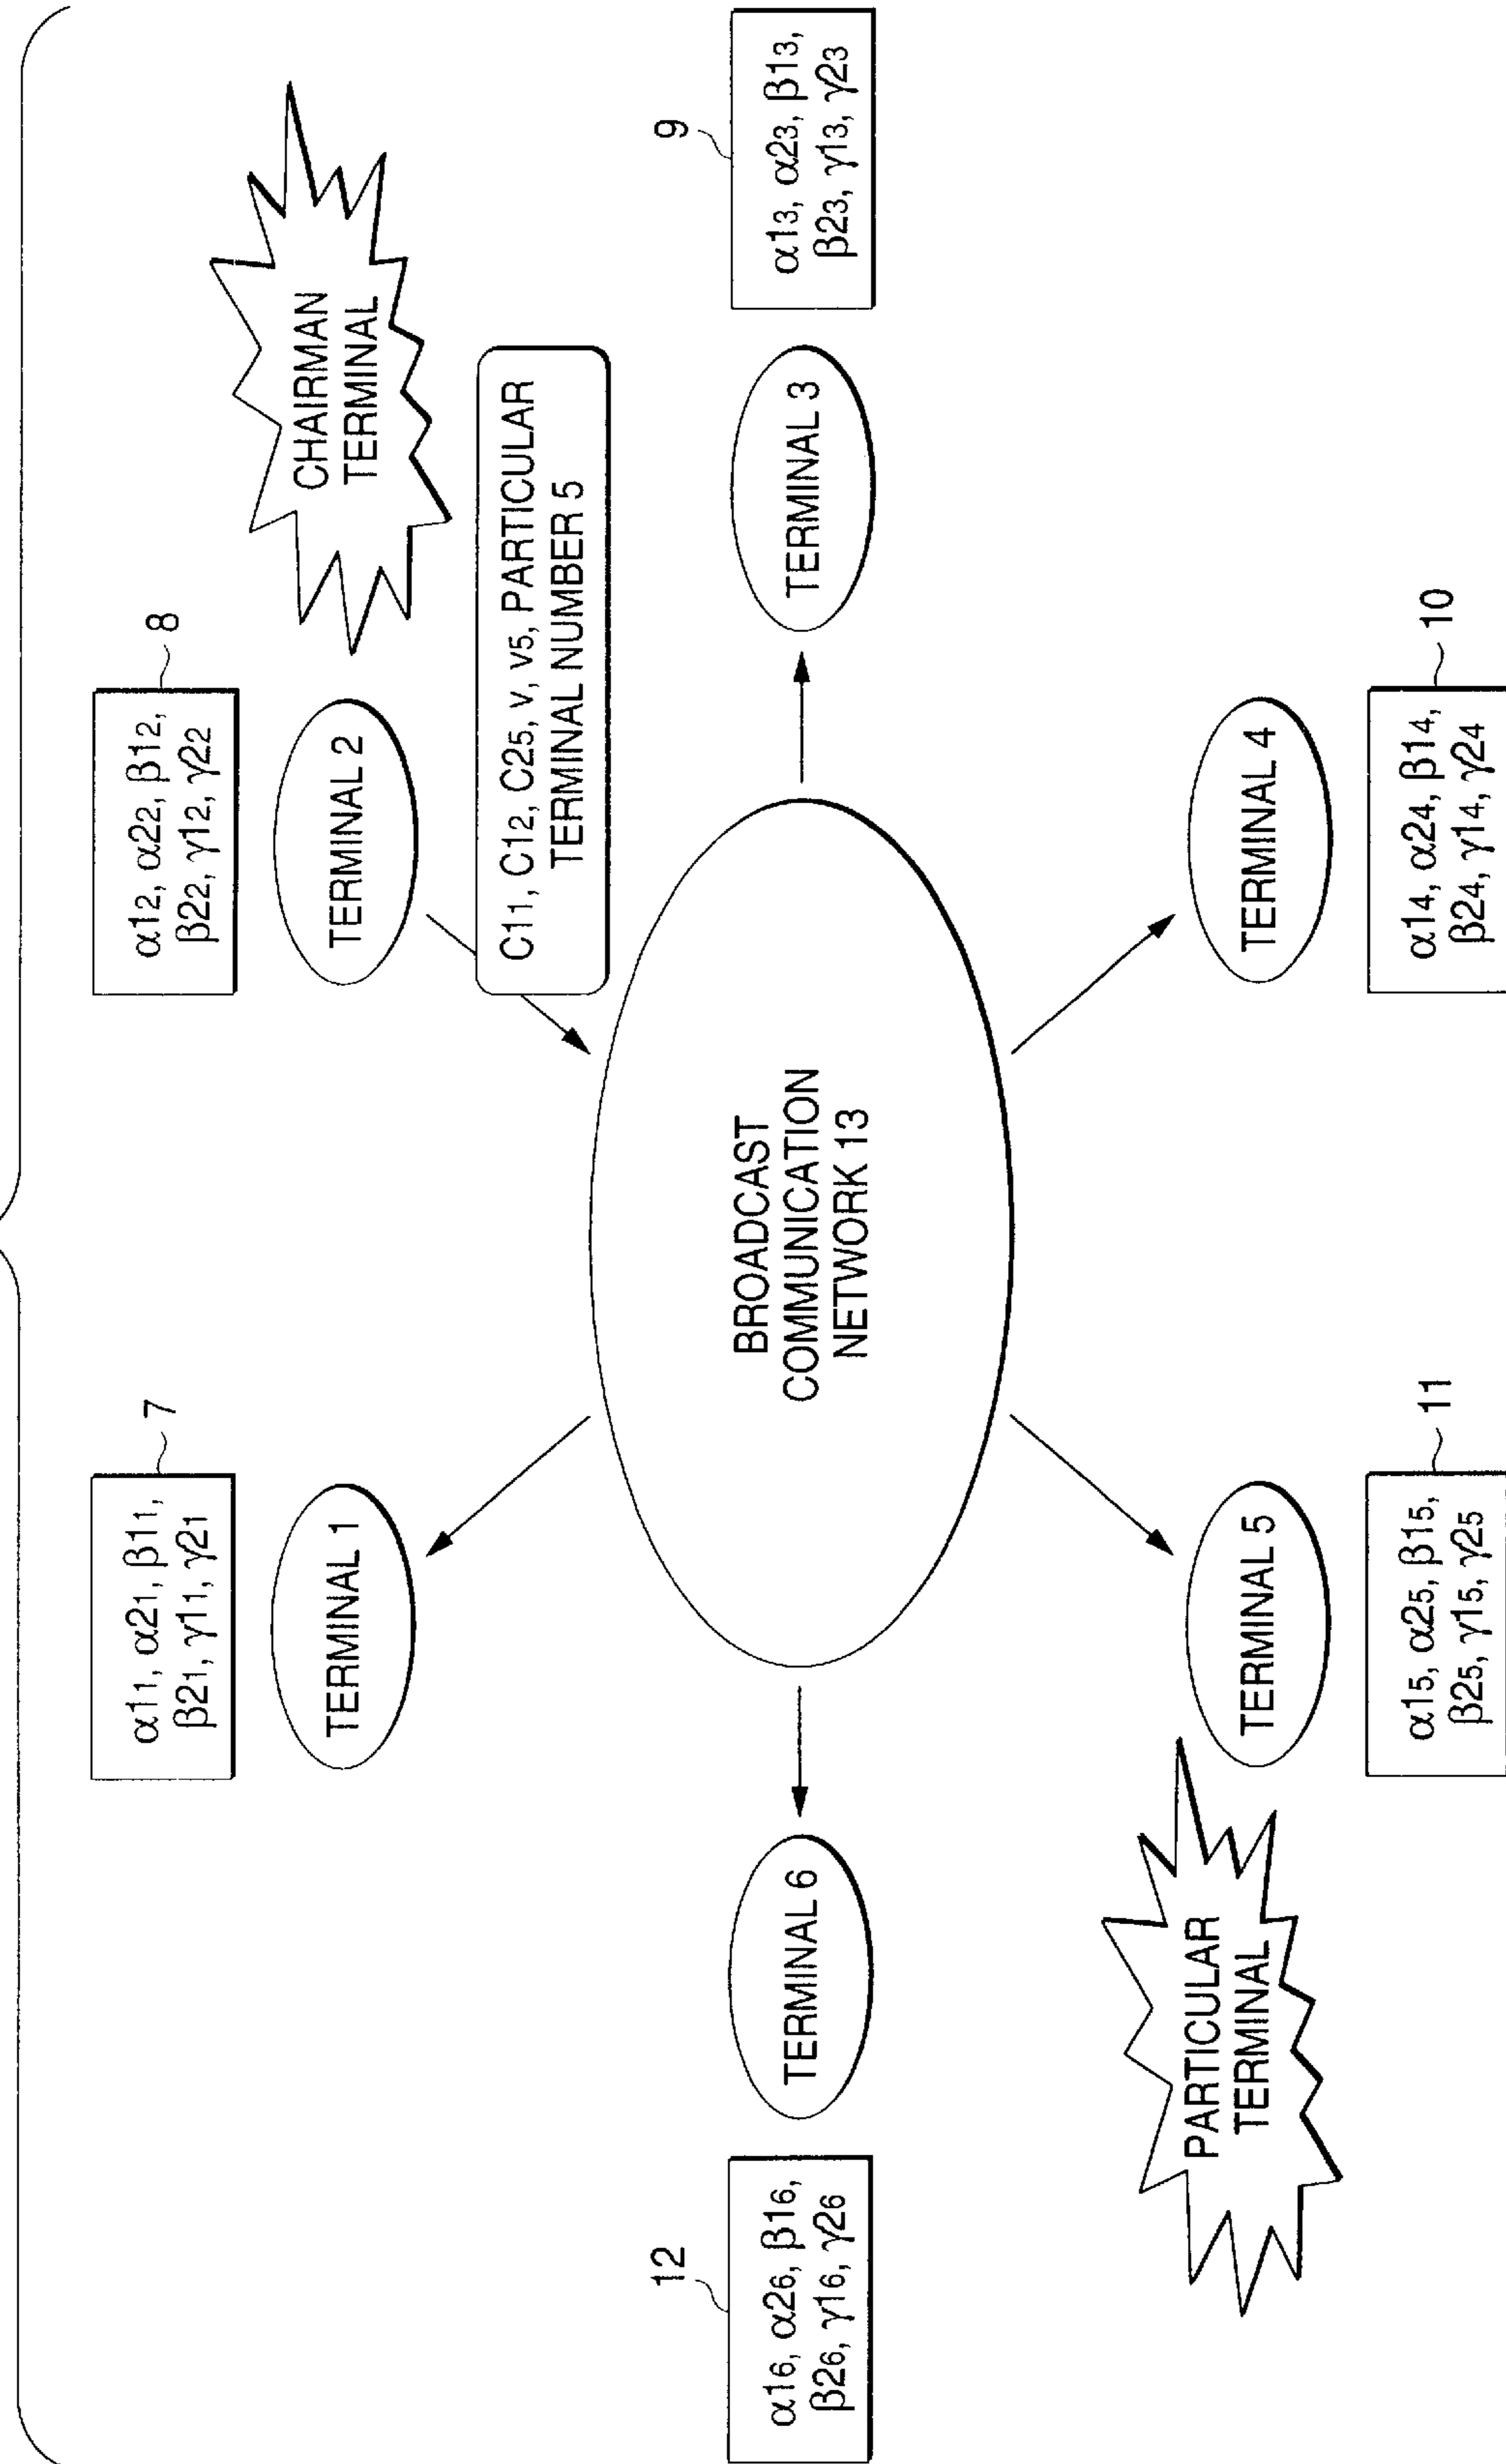 7
α1₁, α2₁, β1₁,
β2₁, γ1₁, γ2₁
8
α1₂, α2₂, β1₂,
β2₂, γ1₂, γ2₂
TERMINAL 1
TERMINAL 2
CHAIRMAN
TERMINAL
C1₁, C1₂, C2₅, v, v₅, PARTICULAR
TERMINAL NUMBER 5
12
α1₆, α2₆, β1₆,
β2₆, γ1₆, γ2₆
TERMINAL 6
BROADCAST
COMMUNICATION
NETWORK 13
TERMINAL 3
9
α1₃, α2₃, β1₃,
β2₃, γ1₃, γ2₃
PARTICULAR
TERMINAL
TERMINAL 5
TERMINAL 4
11
α1₅, α2₅, β1₅,
β2₅, γ1₅, γ2₅
10
α1₄, α2₄, β1₄,
β2₄, γ1₄, γ2₄